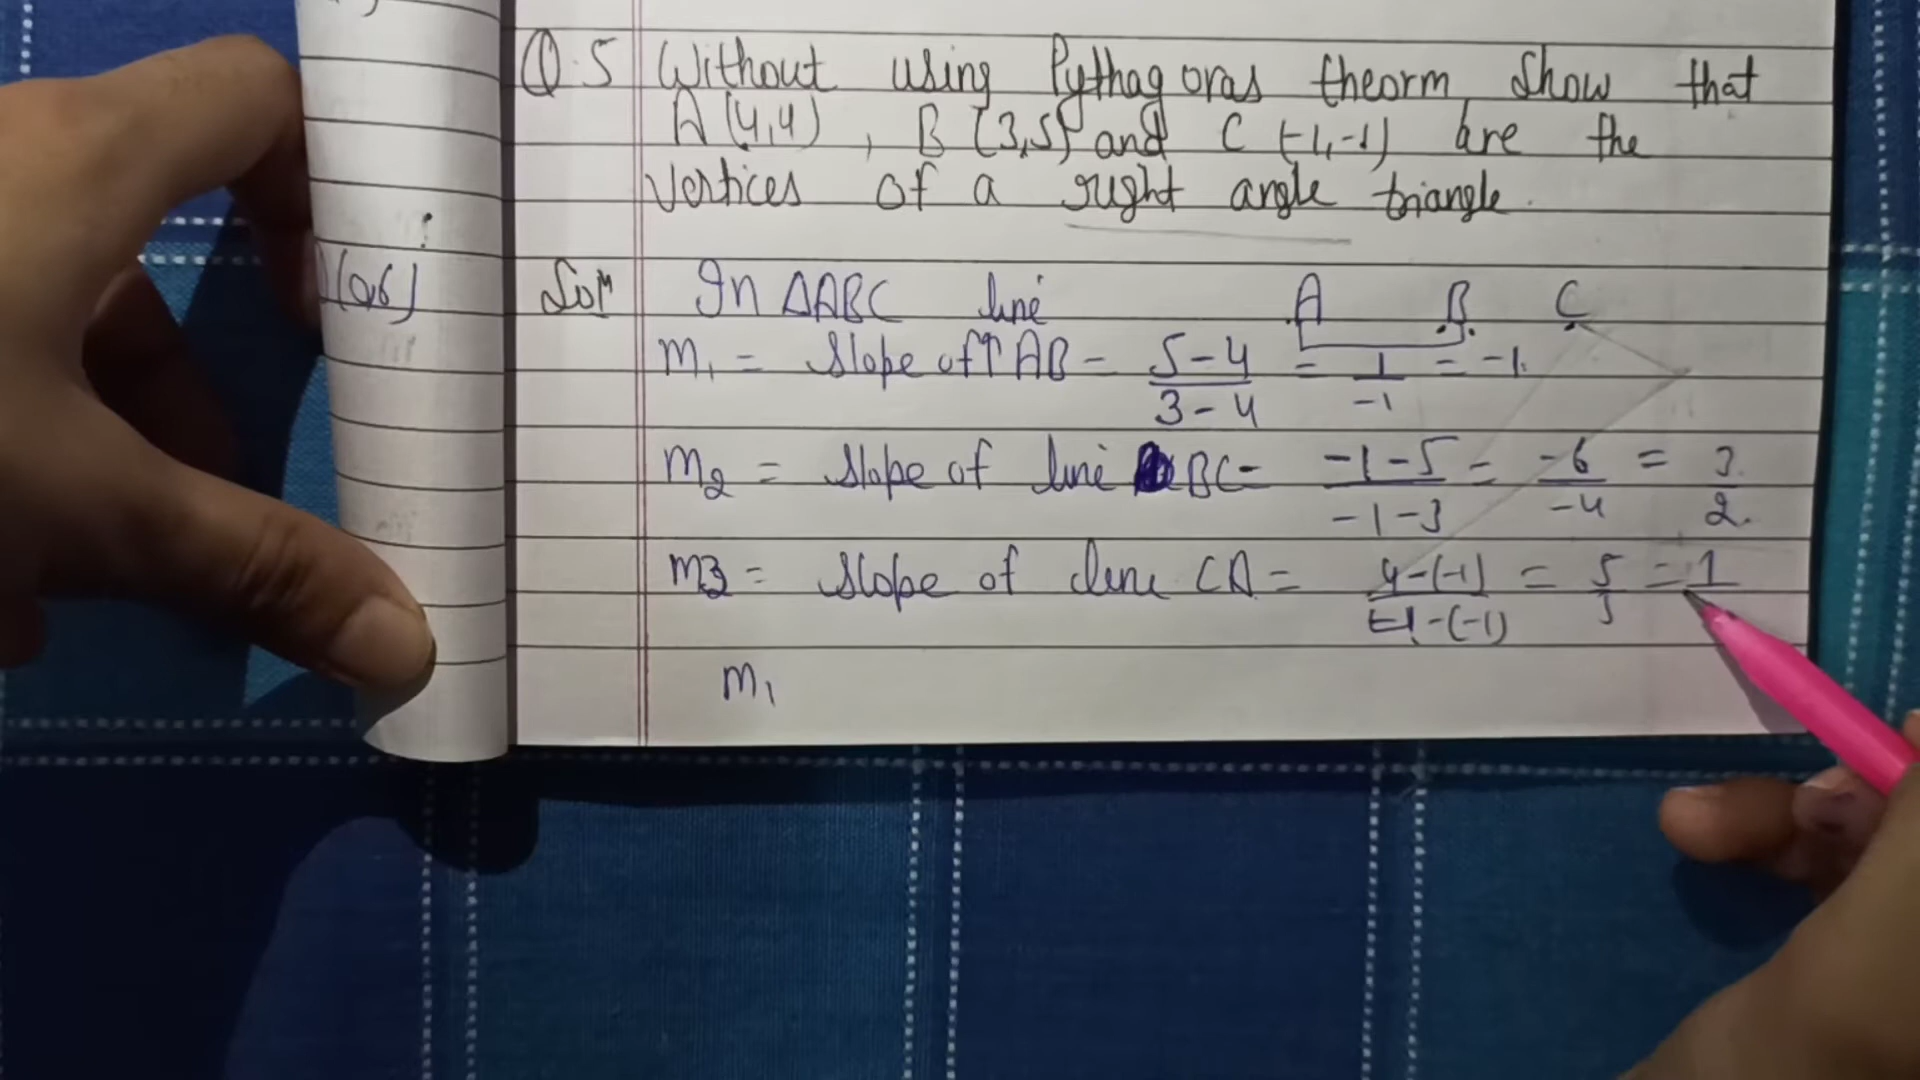 Q.5 Without using Pythagoras theorm, show that
A (4,4) , B (3,5) and C (-1,-1) are the
vertices of a right angle triangle.
Soln In ΔABC line A B C
m1 = Slope of ↑ AB = 5-4/3-4 = 1/-1 = -1.
m2 = Slope of line BC = -1-5/-1-3 = -6/-4 = 3/2.
m3 = Slope of line CA = 4-(-1)/-(-1) = 5/5 = 1
m1